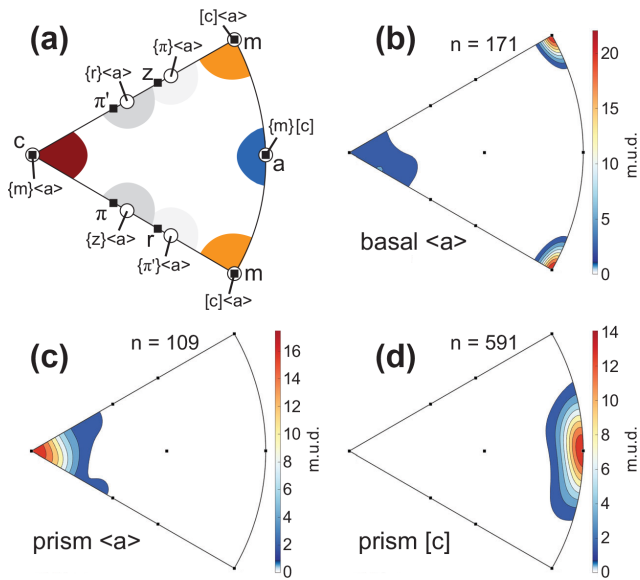 (a)
[c]<a>
m
{π}<a>
{r}<a>
z
π'
c
{m}[c]
a
{m}<a>
π
{z}<a>
r
{π'}<a>
m
[c]<a>
(b)
n = 171
basal <a>
20
15
10
5
0
m.u.d.
(c)
n = 109
prism <a>
16
14
12
10
8
6
4
2
0
m.u.d.
(d)
n = 591
prism [c]
14
12
10
8
6
4
2
0
m.u.d.